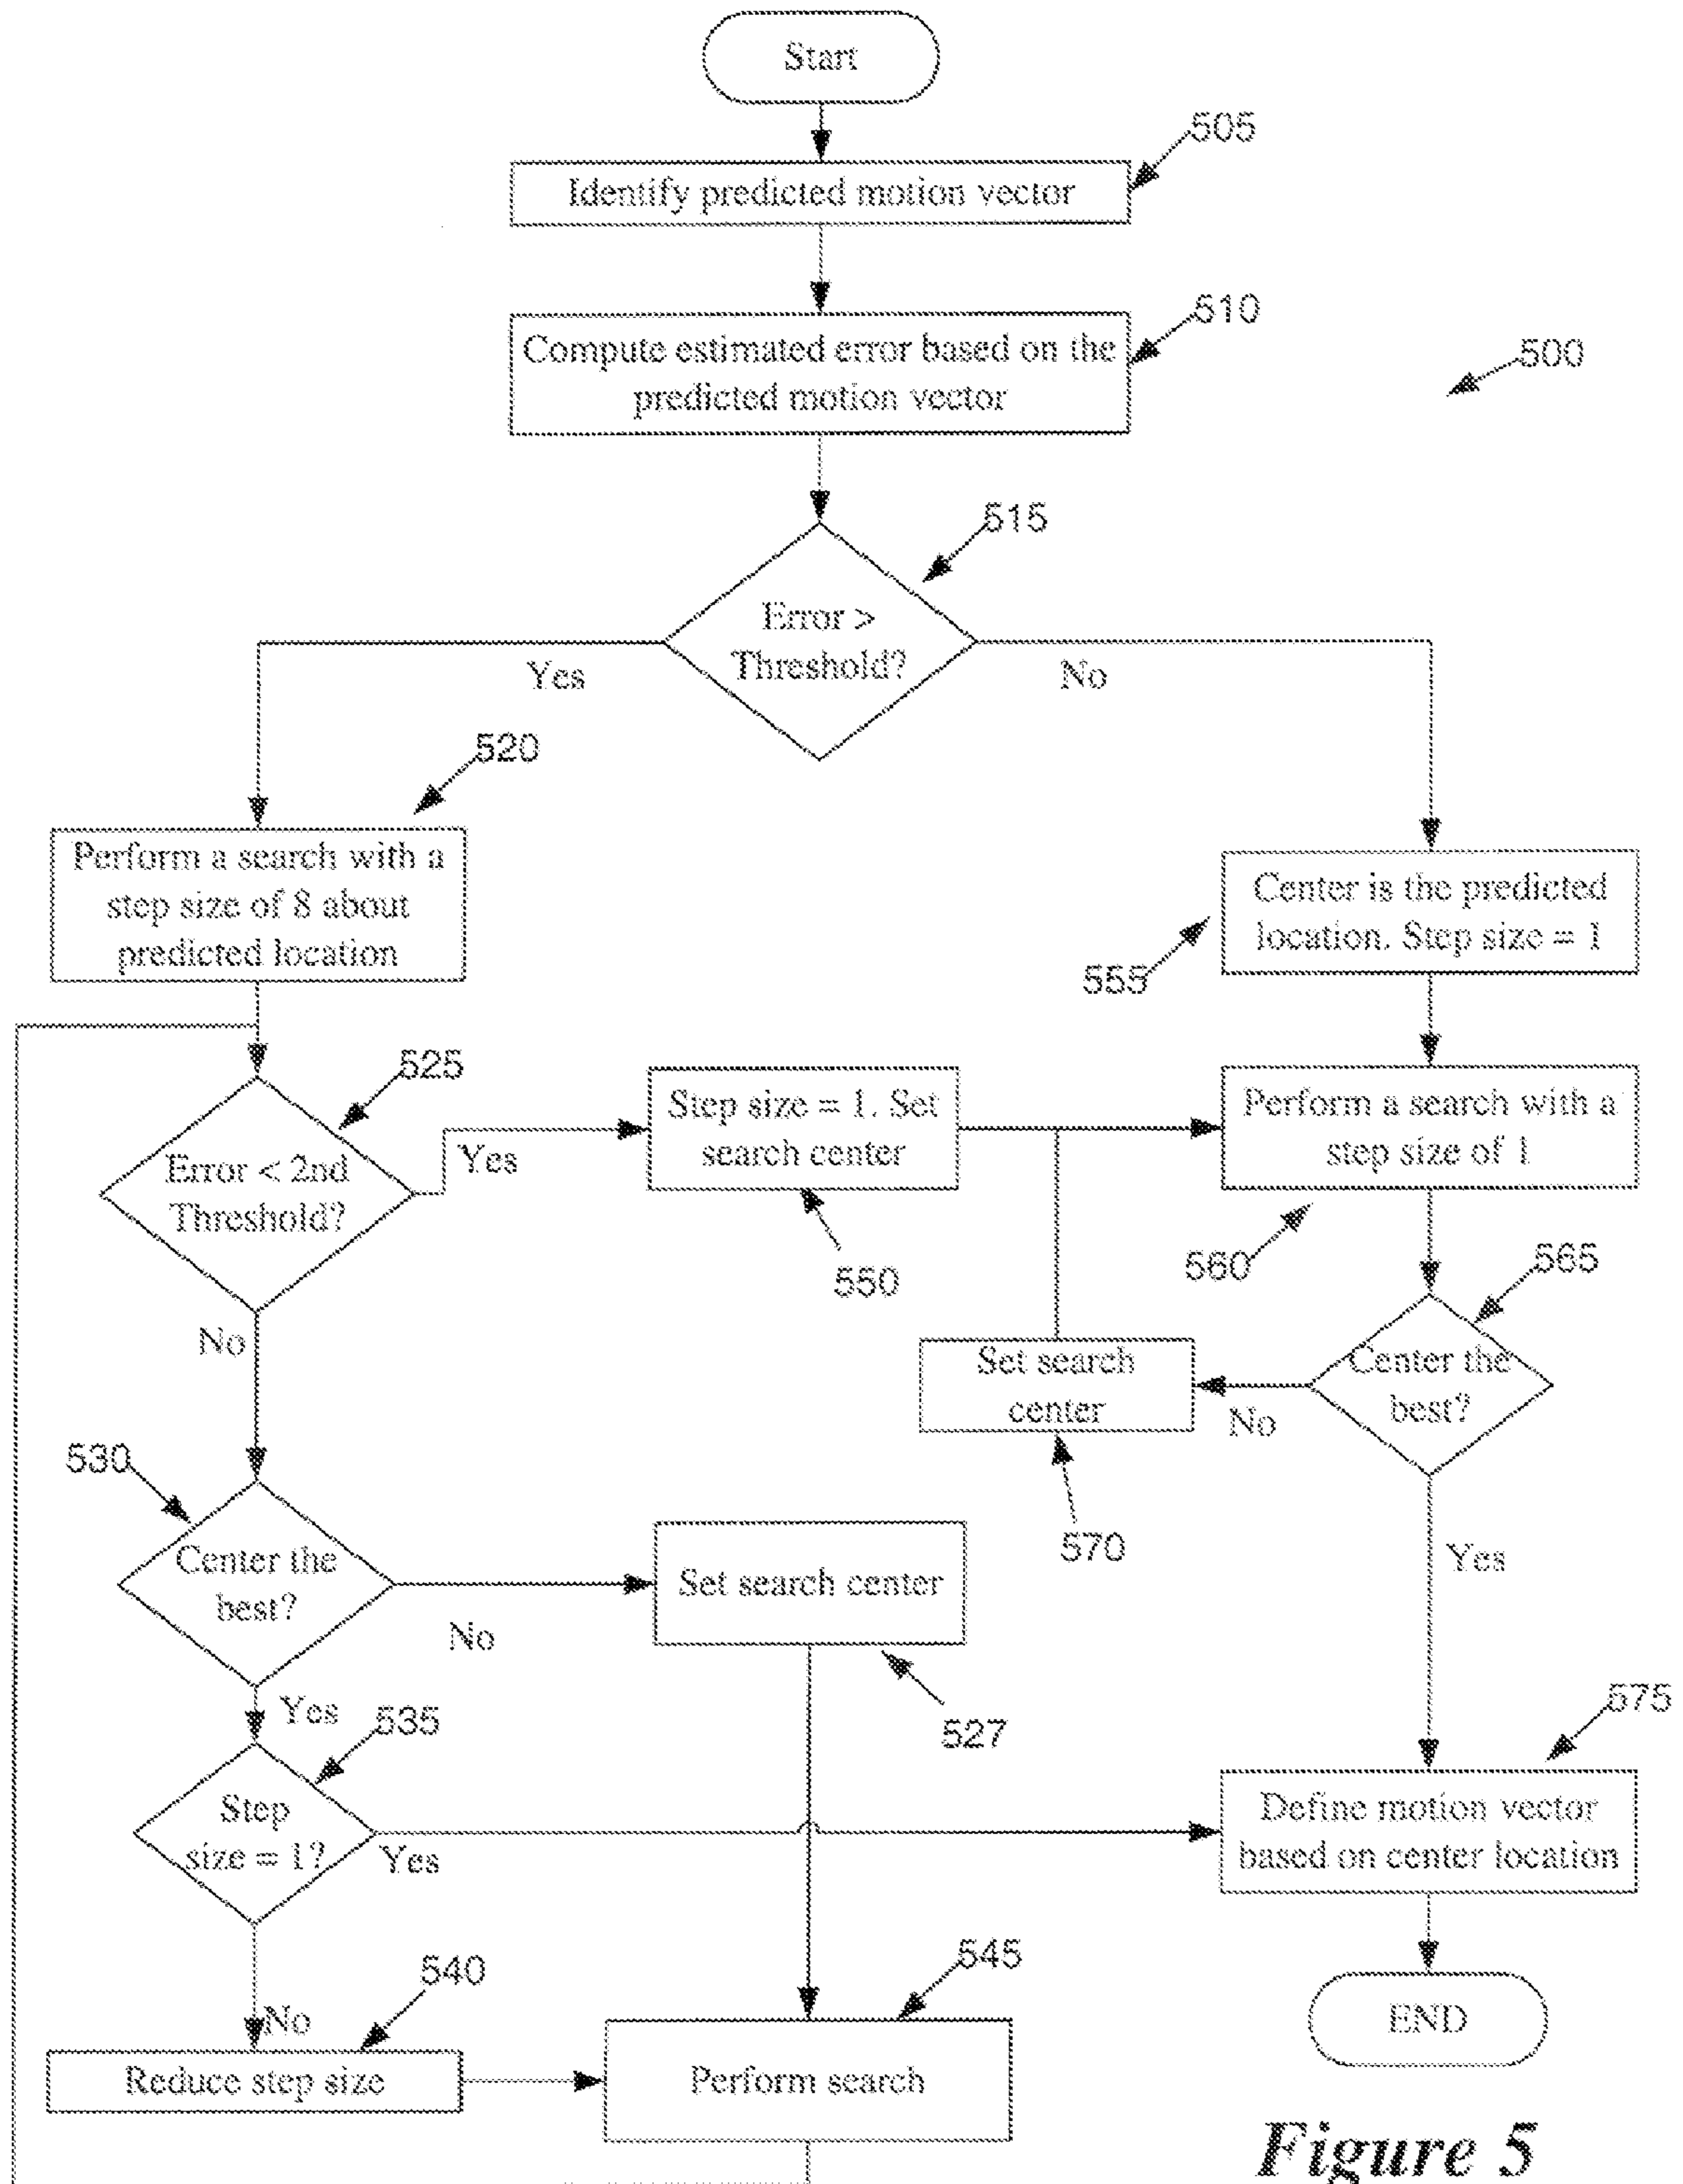 Start
505
Identify predicted motion vector
510
Compute estimated error based on the
predicted motion vector
500
515
Error >
Threshold?
Yes
No
520
Perform a search with a
step size of 8 about
predicted location
Center is the predicted
location. Step size = 1
555
525
Error < 2nd
Threshold?
Yes
Step size = 1. Set
search center
550
Perform a search with a
step size of 1
560
565
No
Set search
center
No
Center the
best?
570
530
Center the
best?
No
Set search center
527
Yes
Yes
535
575
Step
size = 1?
Yes
Define motion vector
based on center location
540
No
545
Reduce step size
Perform search
END
Figure 5